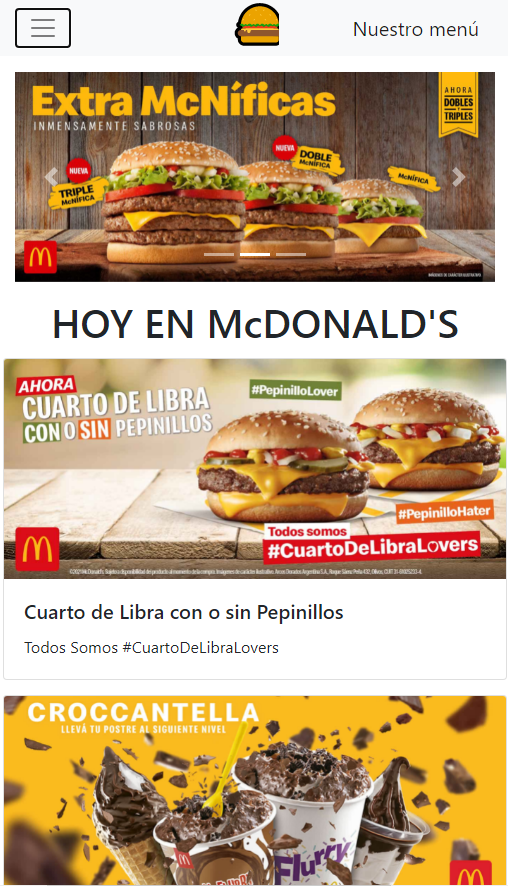 Nuestro menú
Extra McNíficas
INMENSAMENTE SABROSAS
AHORA
DOBLES
Y
TRIPLES
NUEVA
TRIPLE
McNÍFICA
NUEVA
DOBLE
McNÍFICA
McNÍFICA
IMÁGENES DE CARÁCTER ILUSTRATIVO.
HOY EN McDONALD'S
AHORA
CUARTO DE LIBRA
CON O SIN PEPINILLOS
#PepinilloLover
#PepinilloHater
Todos somos
#CuartoDeLibraLovers
Cuarto de Libra con o sin Pepinillos
Todos Somos #CuartoDeLibraLovers
CROCCANTELLA
LLEVÁ TU POSTRE AL SIGUIENTE NIVEL
Flurry